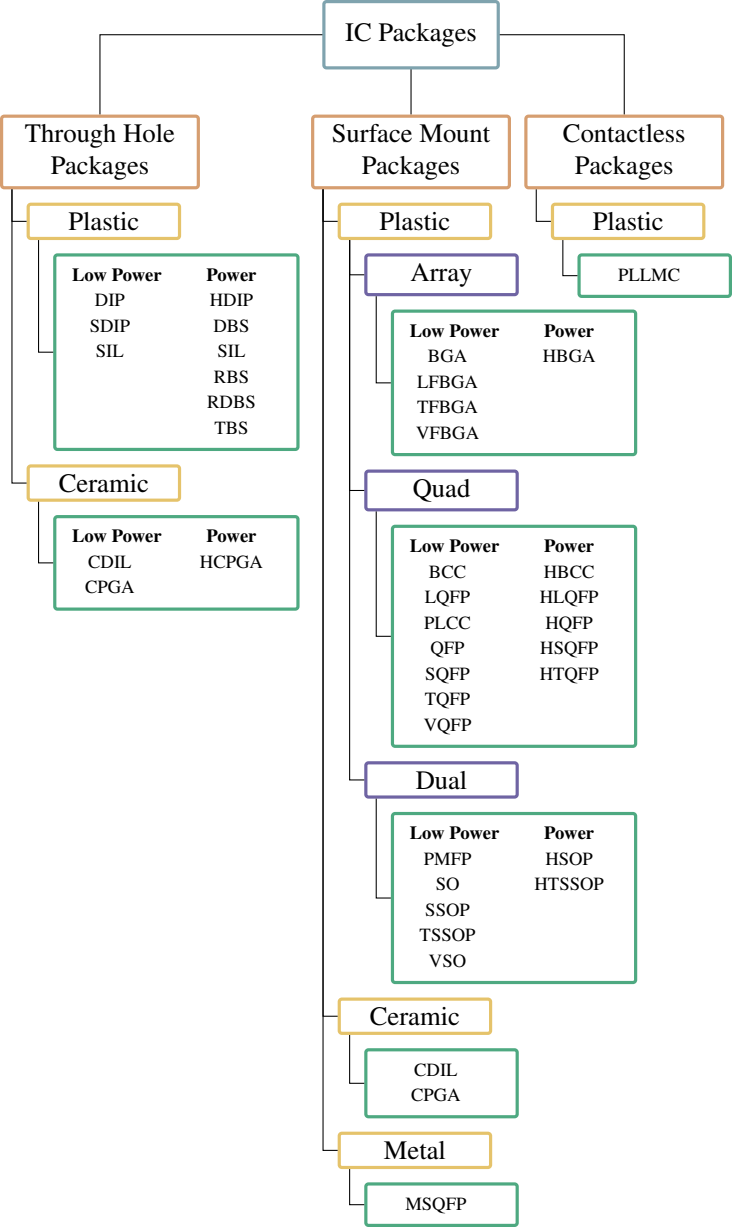 IC Packages
Through Hole
Packages
Plastic
Low Power Power
DIP HDIP
SDIP DBS
SIL SIL
RBS
RDBS
TBS
Ceramic
Low Power Power
CDIL HCPGA
CPGA
Surface Mount
Packages
Plastic
Array
Low Power Power
BGA HBGA
LFBGA
TFBGA
VFBGA
Quad
Low Power Power
BCC HBCC
LQFP HLQFP
PLCC HQFP
QFP HSQFP
SQFP HTQFP
TQFP
VQFP
Dual
Low Power Power
PMFP HSOP
SO HTSSOP
SSOP
TSSOP
VSO
Ceramic
CDIL
CPGA
Metal
MSQFP
Contactless
Packages
Plastic
PLLMC